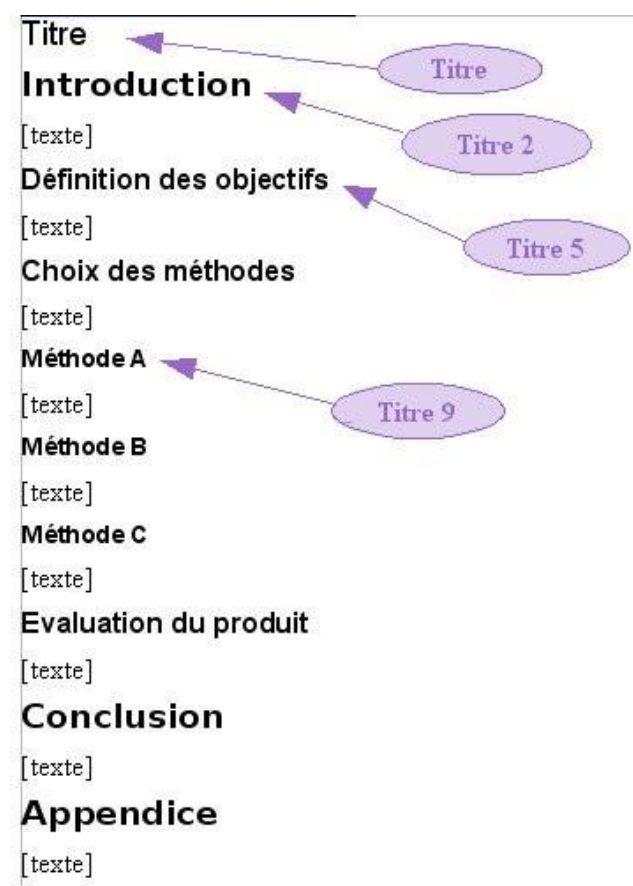 Titre
Titre
Introduction
Titre 2
[texte]
Définition des objectifs
[texte]
Titre 5
Choix des méthodes
[texte]
Méthode A
[texte]
Titre 9
Méthode B
[texte]
Méthode C
[texte]
Evaluation du produit
[texte]
Conclusion
[texte]
Appendice
[texte]